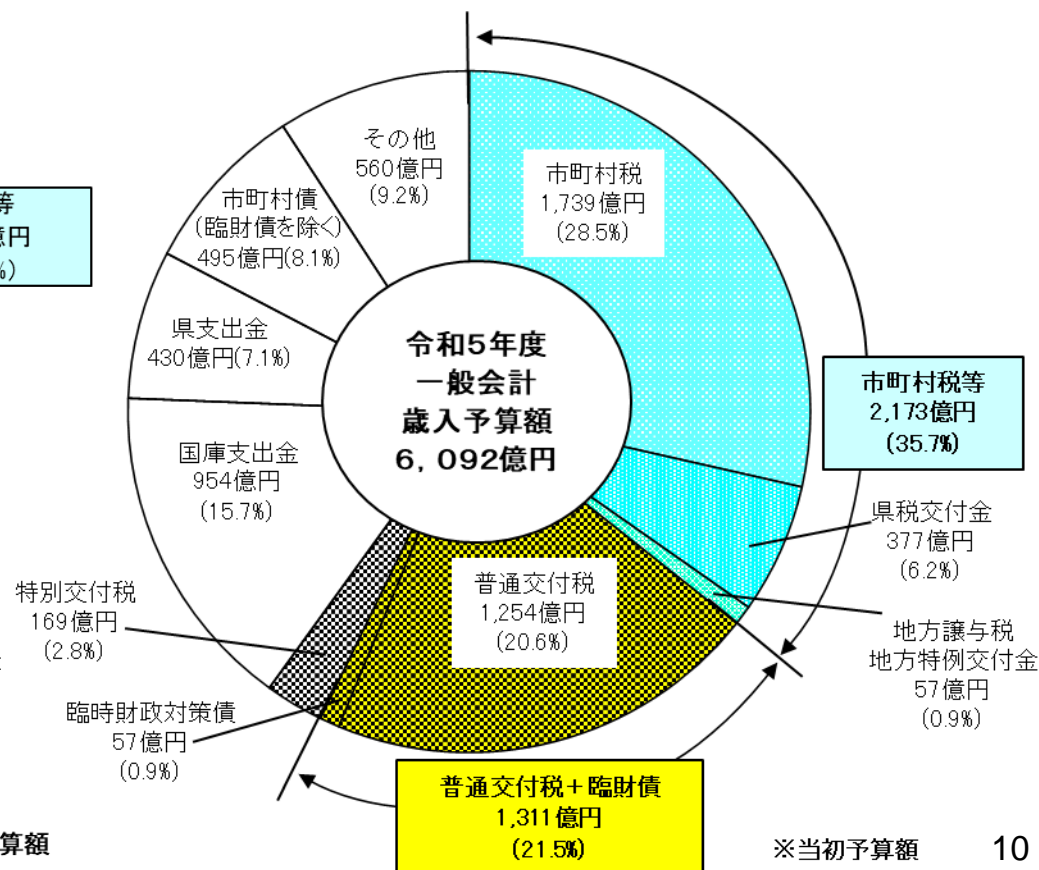 その他
560億円
(9.2%)
市町村債
(臨財債を除く)
495億円(8.1%)
県支出金
430億円(7.1%)
国庫支出金
954億円
(15.7%)
特別交付税
169億円
(2.8%)
臨時財政対策債
57億円
(0.9%)
令和5年度
一般会計
歳入予算額
6,092億円
市町村税
1,739億円
(28.5%)
市町村税等
2,173億円
(35.7%)
県税交付金
377億円
(6.2%)
地方譲与税
地方特例交付金
57億円
(0.9%)
普通交付税
1,254億円
(20.6%)
普通交付税+臨財債
1,311億円
(21.5%)
等
億円
%)
算額
※当初予算額
10